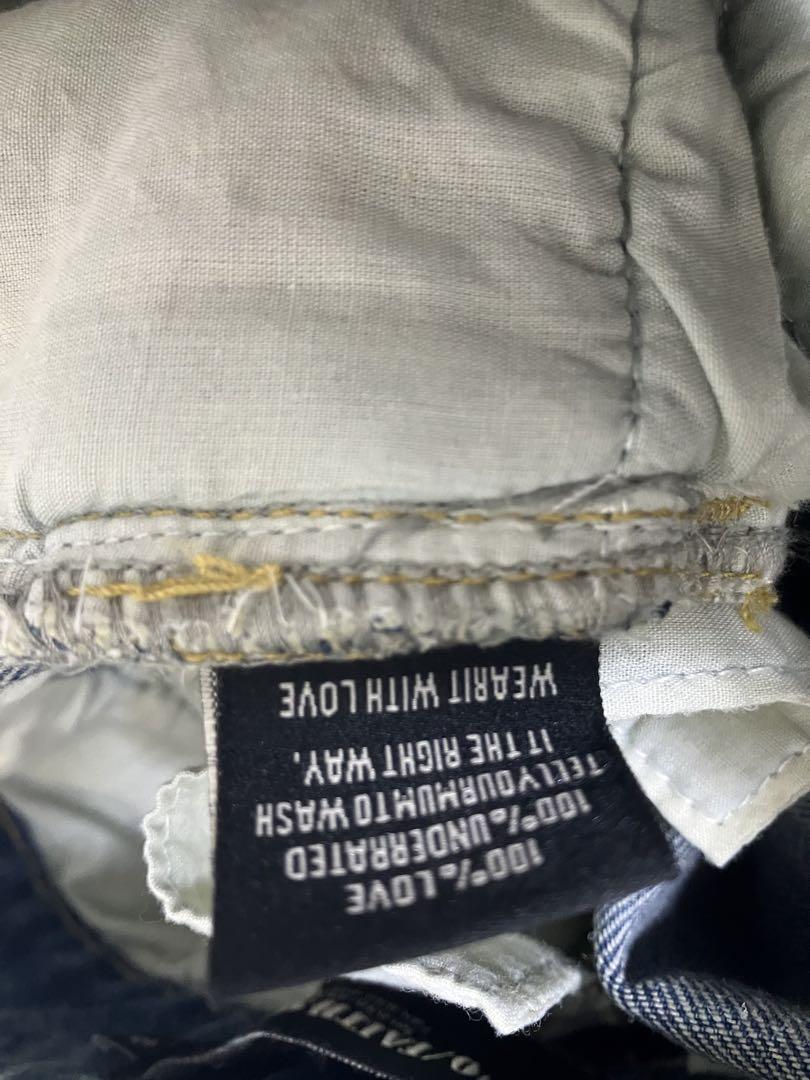 100% LOVE
100% UNDERRATED
TELL YOUR MUM TO WASH
IT THE RIGHT WAY.
WEAR IT WITH LOVE